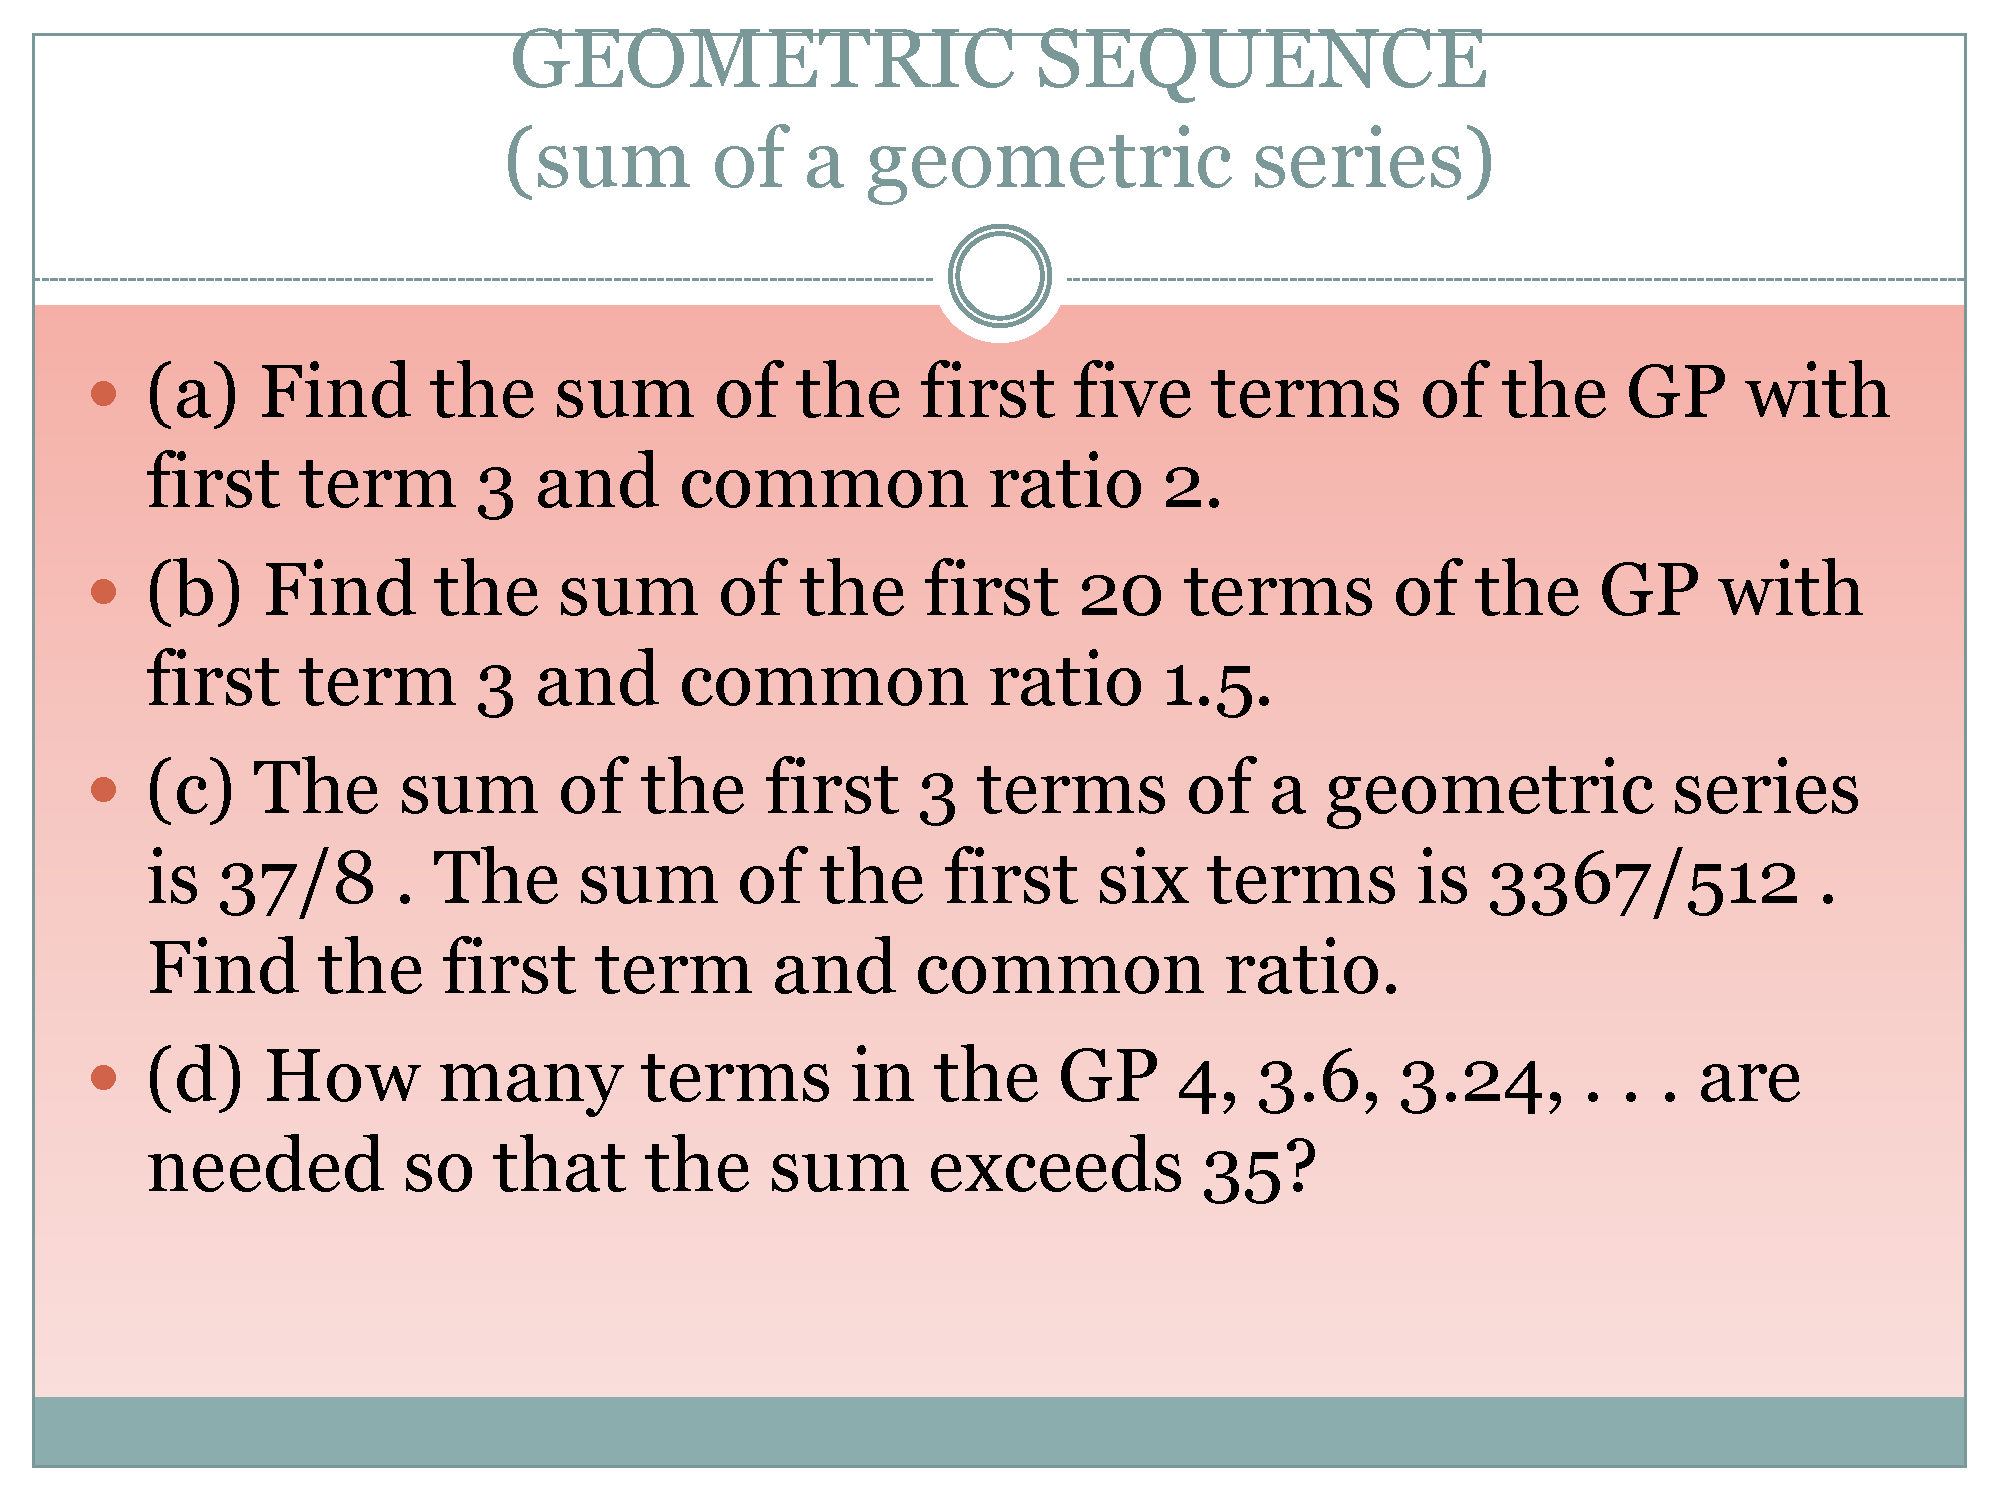 GEOMETRIC SEQUENCE
(sum of a geometric series)
• (a) Find the sum of the first five terms of the GP with
first term 3 and common ratio 2.
• (b) Find the sum of the first 20 terms of the GP with
first term 3 and common ratio 1.5.
• (c) The sum of the first 3 terms of a geometric series
is 37/8 . The sum of the first six terms is 3367/512 .
Find the first term and common ratio.
• (d) How many terms in the GP 4, 3.6, 3.24, . . . are
needed so that the sum exceeds 35?